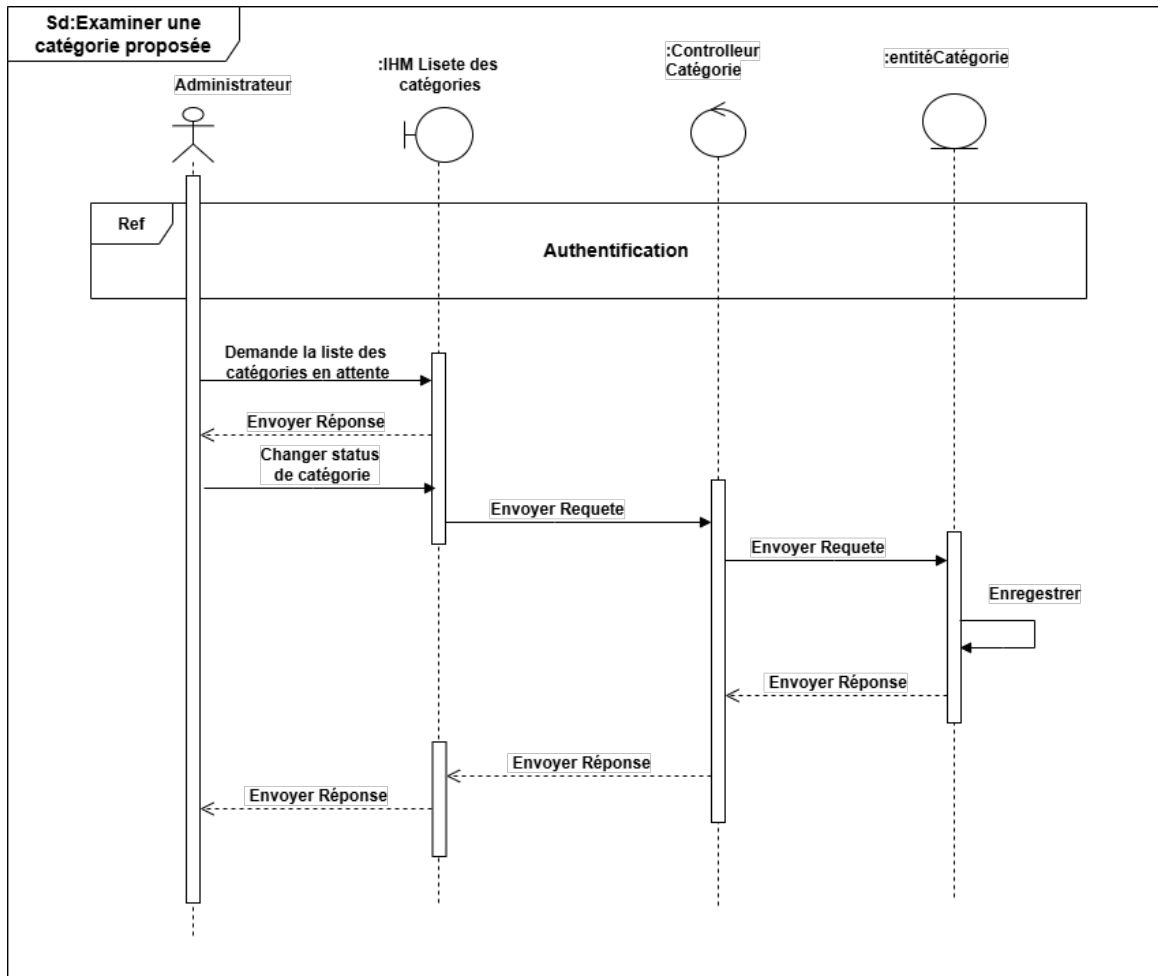 Sd:Examiner une
catégorie proposée
Administrateur
:IHM Lisete des
catégories
:Controlleur
Catégorie
:entitéCatégorie
Ref
Authentification
Demande la liste des
catégories en attente
Envoyer Réponse
Changer status
de catégorie
Envoyer Requete
Envoyer Requete
Enregestrer
Envoyer Réponse
Envoyer Réponse
Envoyer Réponse